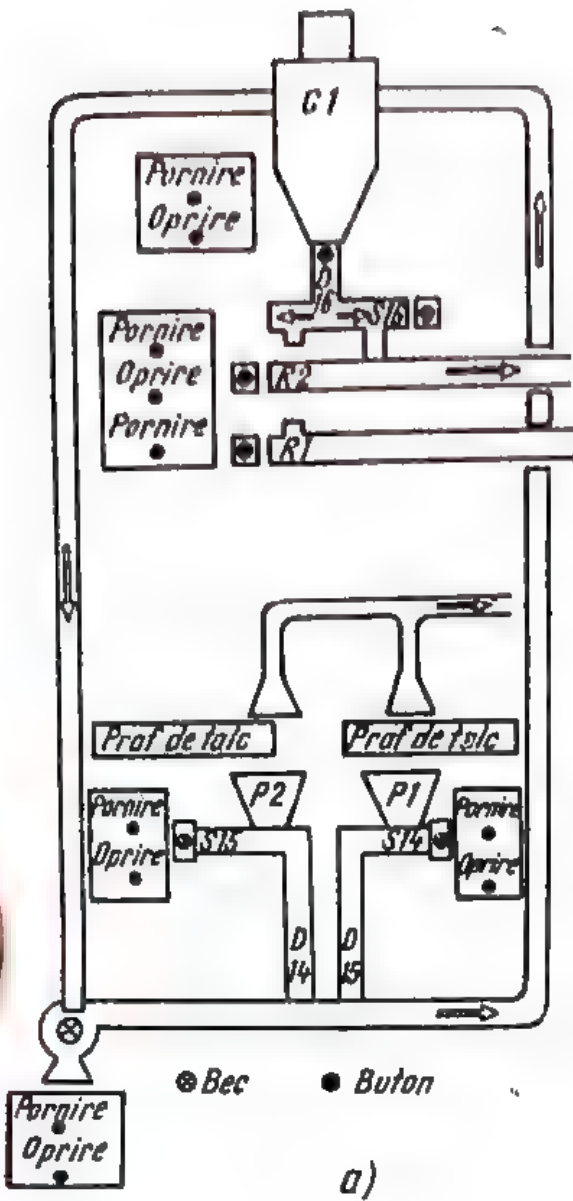 C1
Pornire
Oprire
D
16
S16
Pornire
Oprire
Pornire
R2
R1
Praf de talc
Praf de talc
P2
P1
Pornire
Oprire
S15
S14
Pornire
Oprire
D
14
D
15
Bec
Buton
Pornire
Oprire
a)